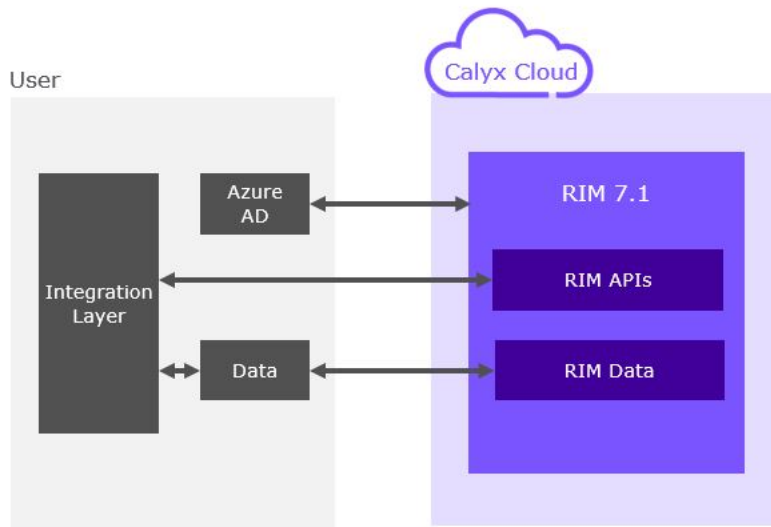 User
Calyx Cloud
Azure
AD
RIM 7.1
Integration
Layer
RIM APIs
Data
RIM Data